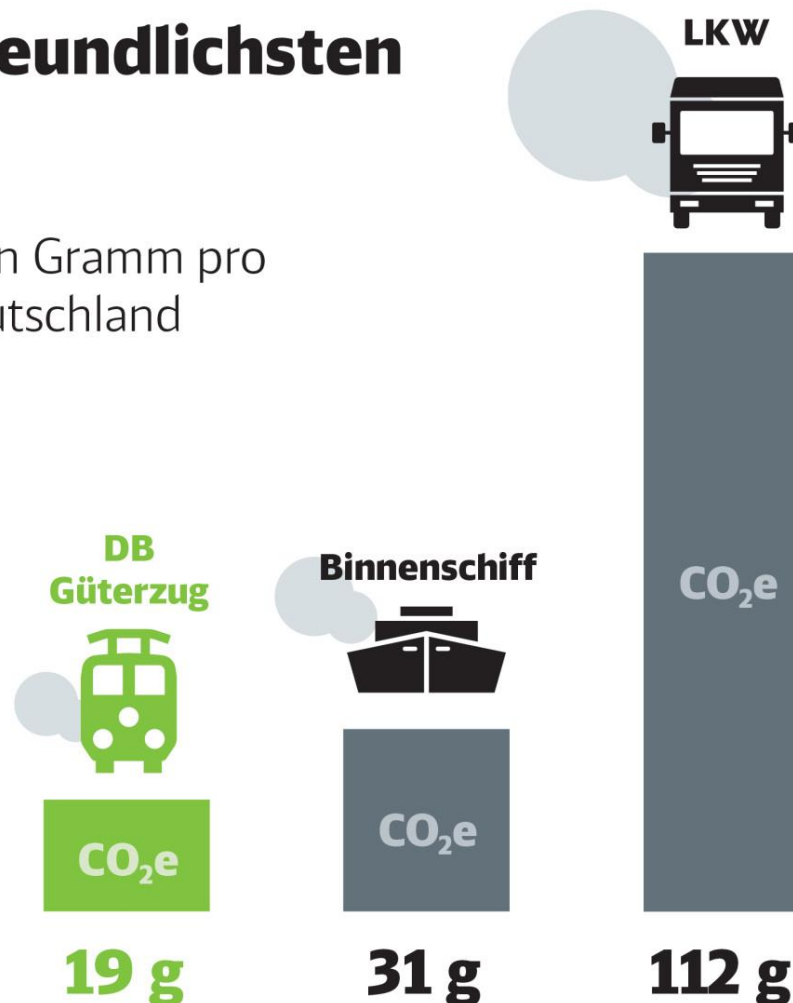 eundlichsten
n Gramm pro
utschland
LKW
DB
Güterzug
Binnenschiff
CO₂e
CO₂e
CO₂e
19 g
31 g
112 g